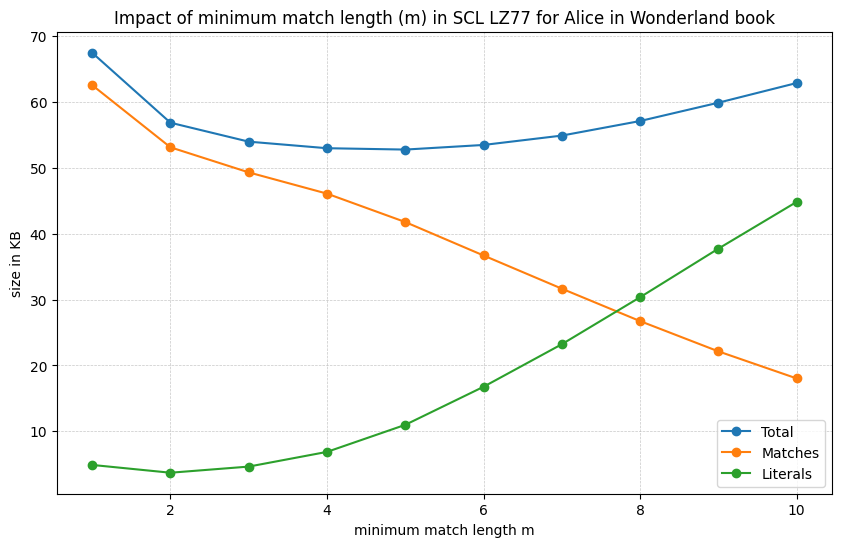 Impact of minimum match length (m) in SCL LZ77 for Alice in Wonderland book
size in KB
70
60
50
40
30
20
10
2
4
6
8
10
minimum match length m
Total
Matches
Literals